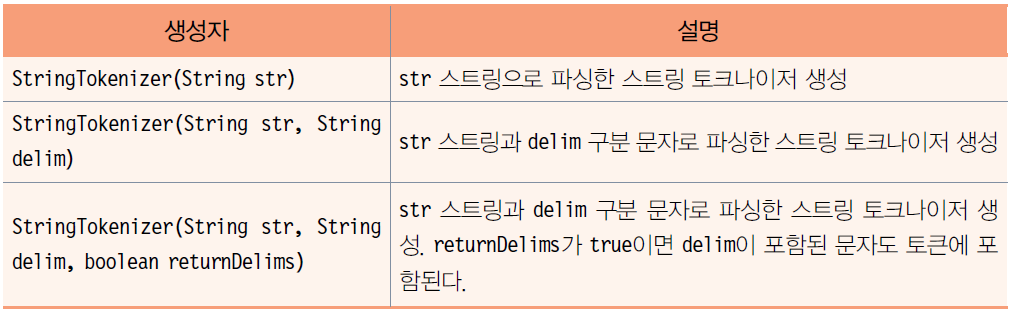 생성자 설명
StringTokenizer(String str) str 스트링으로 파싱한 스트링 토크나이저 생성
StringTokenizer(String str, String
delim)
str 스트링과 delim 구분 문자로 파싱한 스트링 토크나이저 생성
StringTokenizer(String str, String
delim, boolean returnDelims)
str 스트링과 delim 구분 문자로 파싱한 스트링 토크나이저 생
성. returnDelims가 true이면 delim이 포함된 문자도 토큰에 포
함된다.